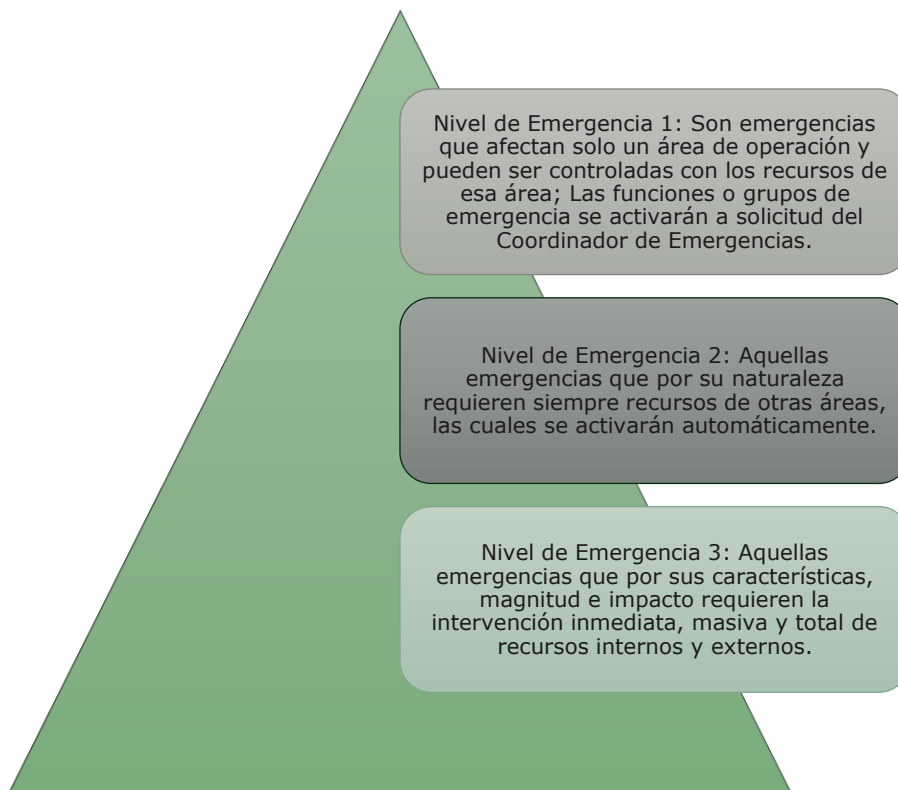 Nivel de Emergencia 1: Son emergencias
que afectan solo un área de operación y
pueden ser controladas con los recursos de
esa área; Las funciones o grupos de
emergencia se activarán a solicitud del
Coordinador de Emergencias.
Nivel de Emergencia 2: Aquellas
emergencias que por su naturaleza
requieren siempre recursos de otras áreas,
las cuales se activarán automáticamente.
Nivel de Emergencia 3: Aquellas
emergencias que por sus características,
magnitud e impacto requieren la
intervención inmediata, masiva y total de
recursos internos y externos.